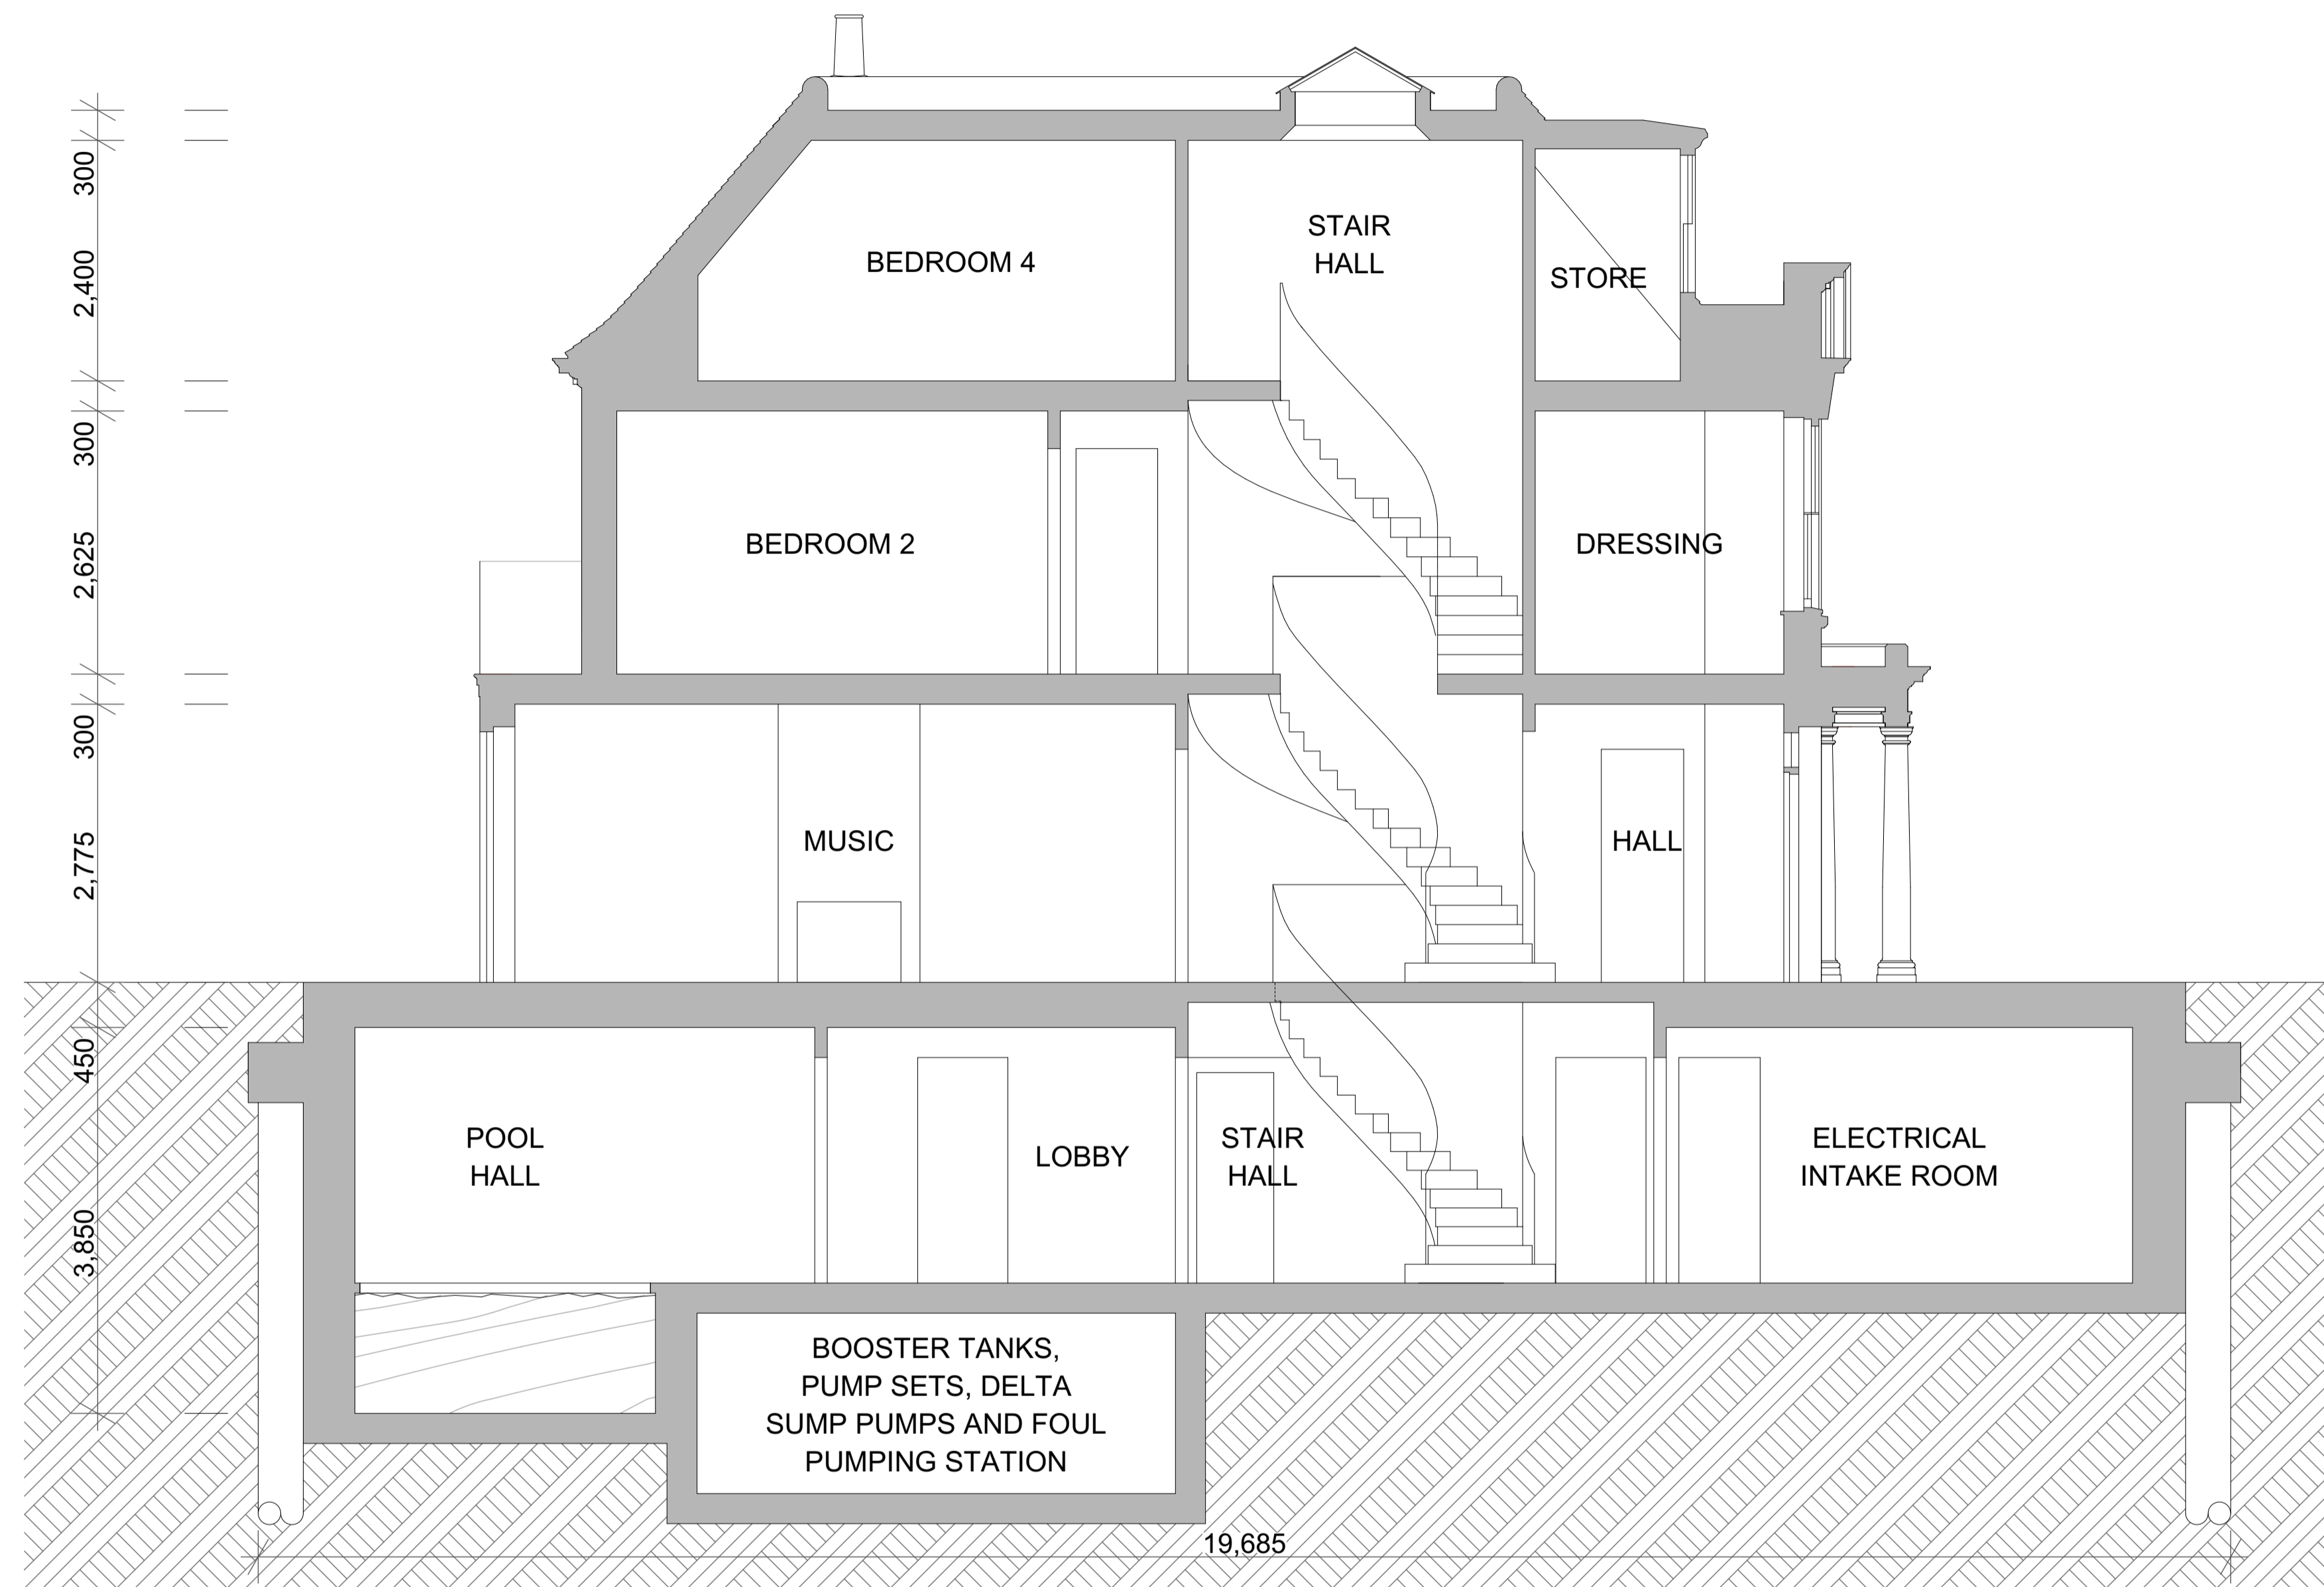 300
2,400
BEDROOM 4
STAIR
HALL
STORE
300
2,625
BEDROOM 2
DRESSING
300
2,775
MUSIC
HALL
450
3,850
POOL
HALL
LOBBY
STAIR
HALL
ELECTRICAL
INTAKE ROOM
BOOSTER TANKS,
PUMP SETS, DELTA
SUMP PUMPS AND FOUL
PUMPING STATION
19,685